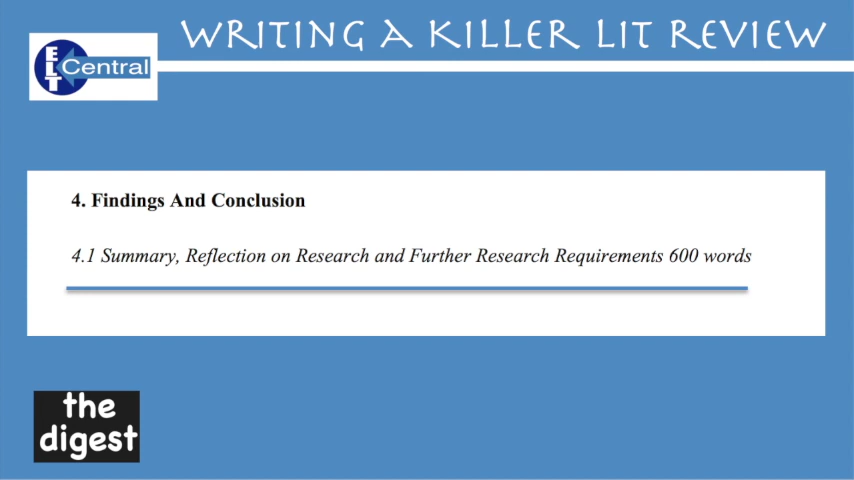 WRITING A KILLER LIT REVIEW
ELT Central
4. Findings And Conclusion
4.1 Summary, Reflection on Research and Further Research Requirements 600 words
the
digest